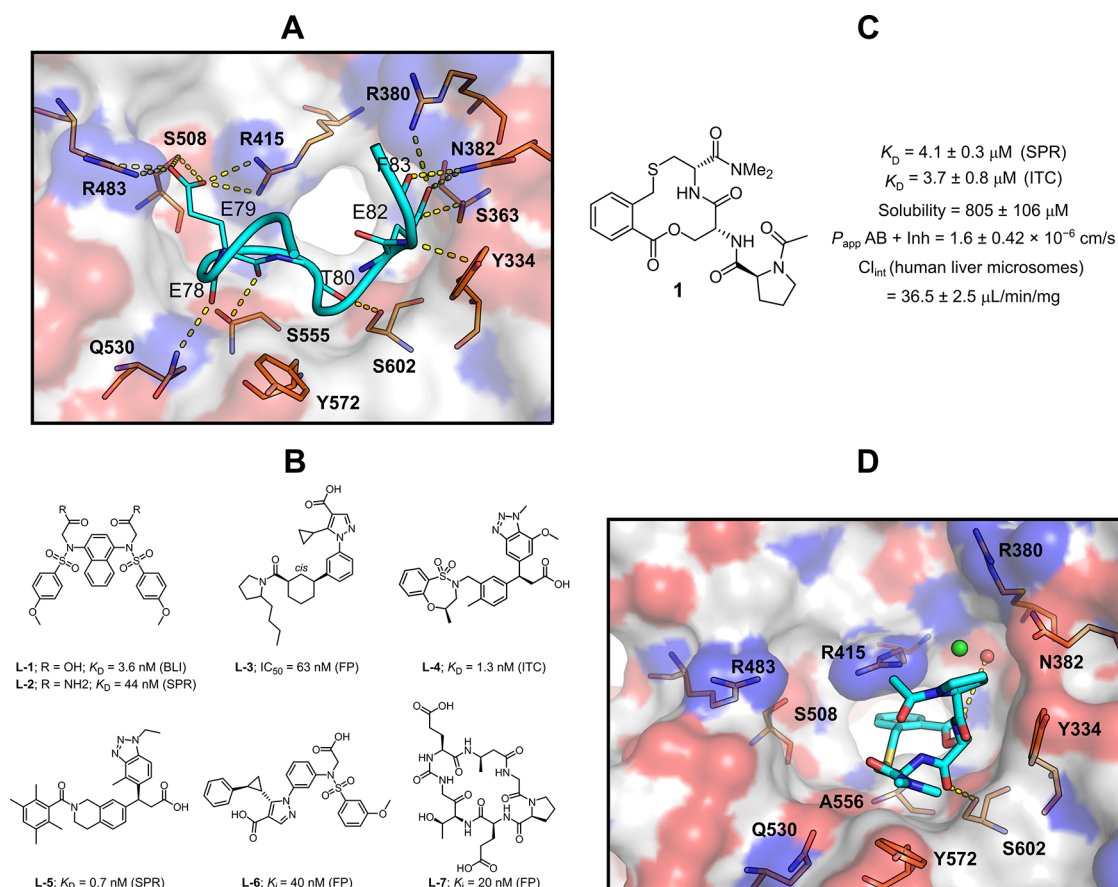 A
R380
S508
R415
N382
F83
R483
E79
E82
S363
Y334
E78
T80
S555
Q530
S602
Y572
C
O
S
NMe2
NH
O
O
O
NH
O
O
N
1
KD = 4.1 ± 0.3 μM (SPR)
KD = 3.7 ± 0.8 μM (ITC)
Solubility = 805 ± 106 μM
Papp AB + Inh = 1.6 ± 0.42 × 10−6 cm/s
Clint (human liver microsomes)
= 36.5 ± 2.5 μL/min/mg
B
cis
L-1; R = OH; KD = 3.6 nM (BLI)
L-2; R = NH2; KD = 44 nM (SPR)
L-3; IC50 = 63 nM (FP)
L-4; KD = 1.3 nM (ITC)
L-5; KD = 0.7 nM (SPR)
L-6; Ki = 40 nM (FP)
L-7; Ki = 20 nM (FP)
D
R380
R415
R483
N382
S508
Y334
A556
Q530
S602
Y572